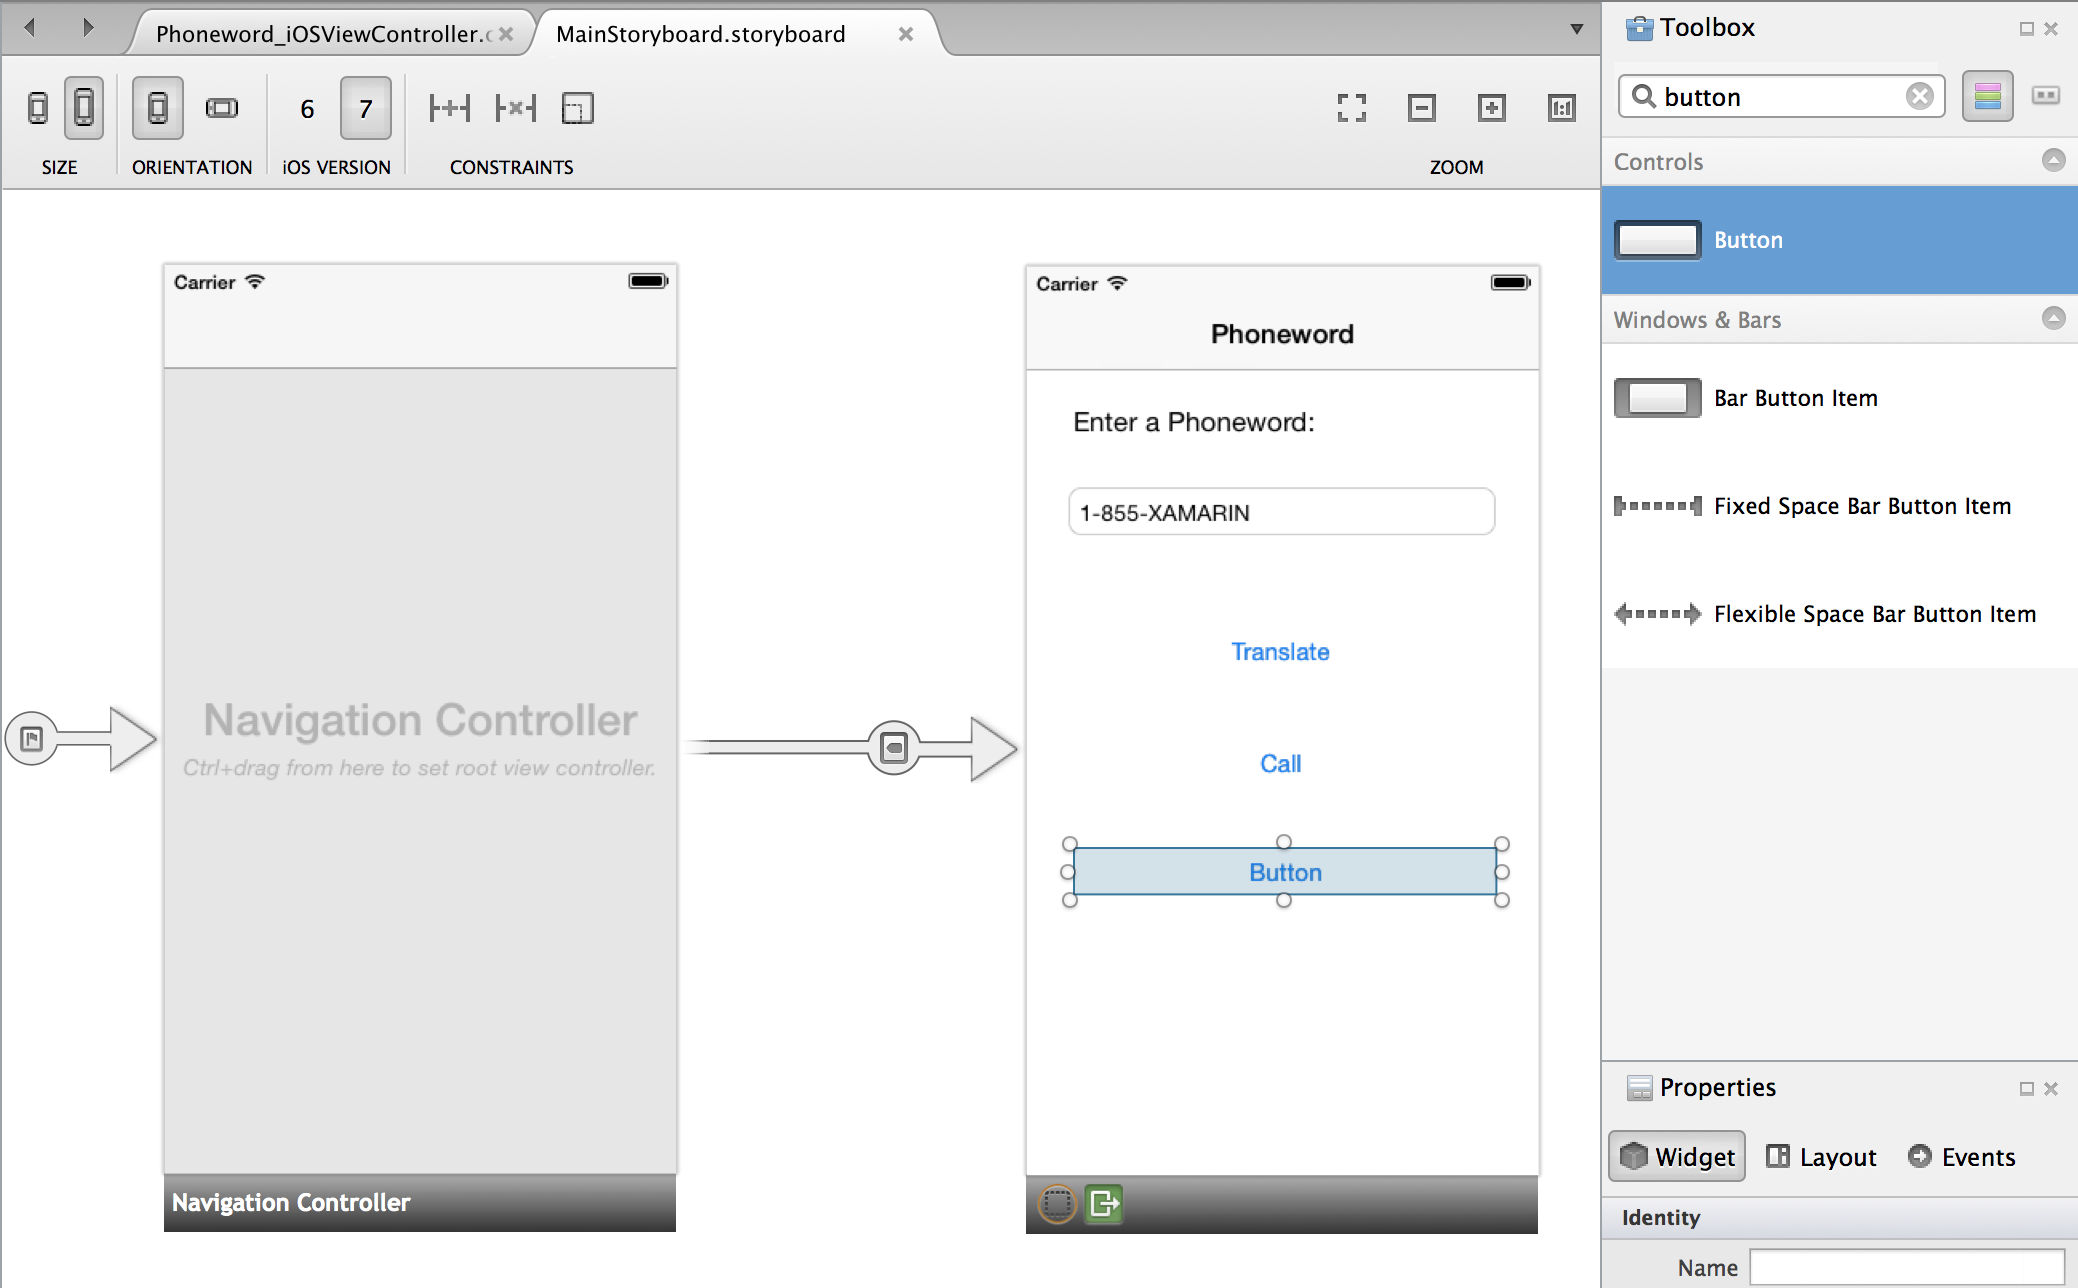 Phoneword_iOSViewController.c
MainStoryboard.storyboard
6
7
1:1
SIZE
ORIENTATION
iOS VERSION
CONSTRAINTS
ZOOM
Carrier
Navigation Controller
Ctrl+drag from here to set root view controller.
Navigation Controller
Carrier
Phoneword
Enter a Phoneword:
1-855-XAMARIN
Translate
Call
Button
Toolbox
button
Controls
Button
Windows & Bars
Bar Button Item
Fixed Space Bar Button Item
Flexible Space Bar Button Item
Properties
Widget
Layout
Events
Identity
Name